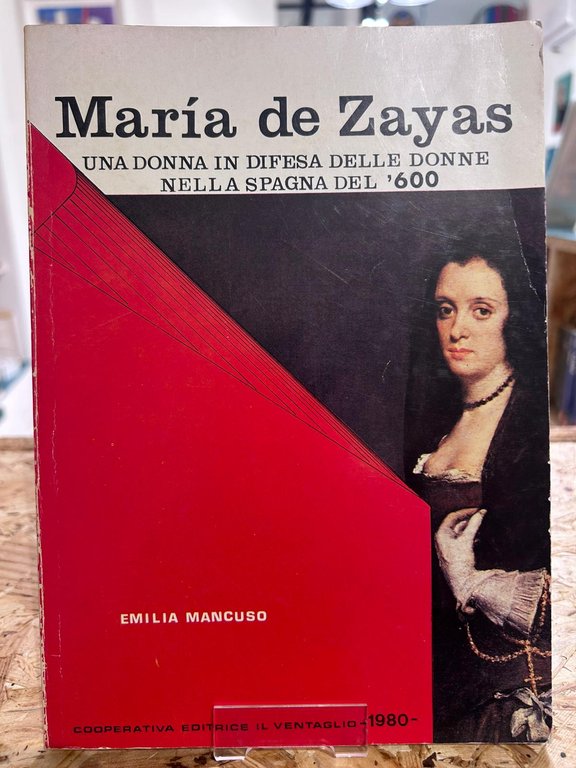 María de Zayas
UNA DONNA IN DIFESA DELLE DONNE
NELLA SPAGNA DEL '600
EMILIA MANCUSO
COOPERATIVA EDITRICE IL VENTAGLIO -1980-